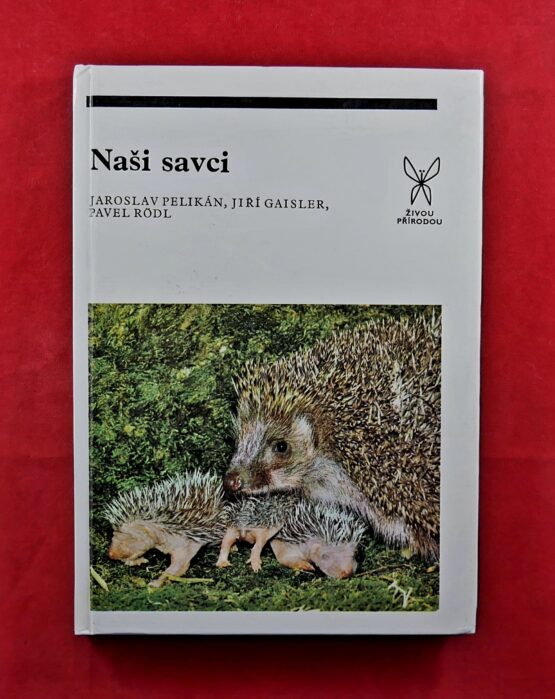 Naši savci
JAROSLAV PELIKÁN, JIŘÍ GAISLER,
PAVEL RÖDL
ŽIVOU
PŘÍRODOU